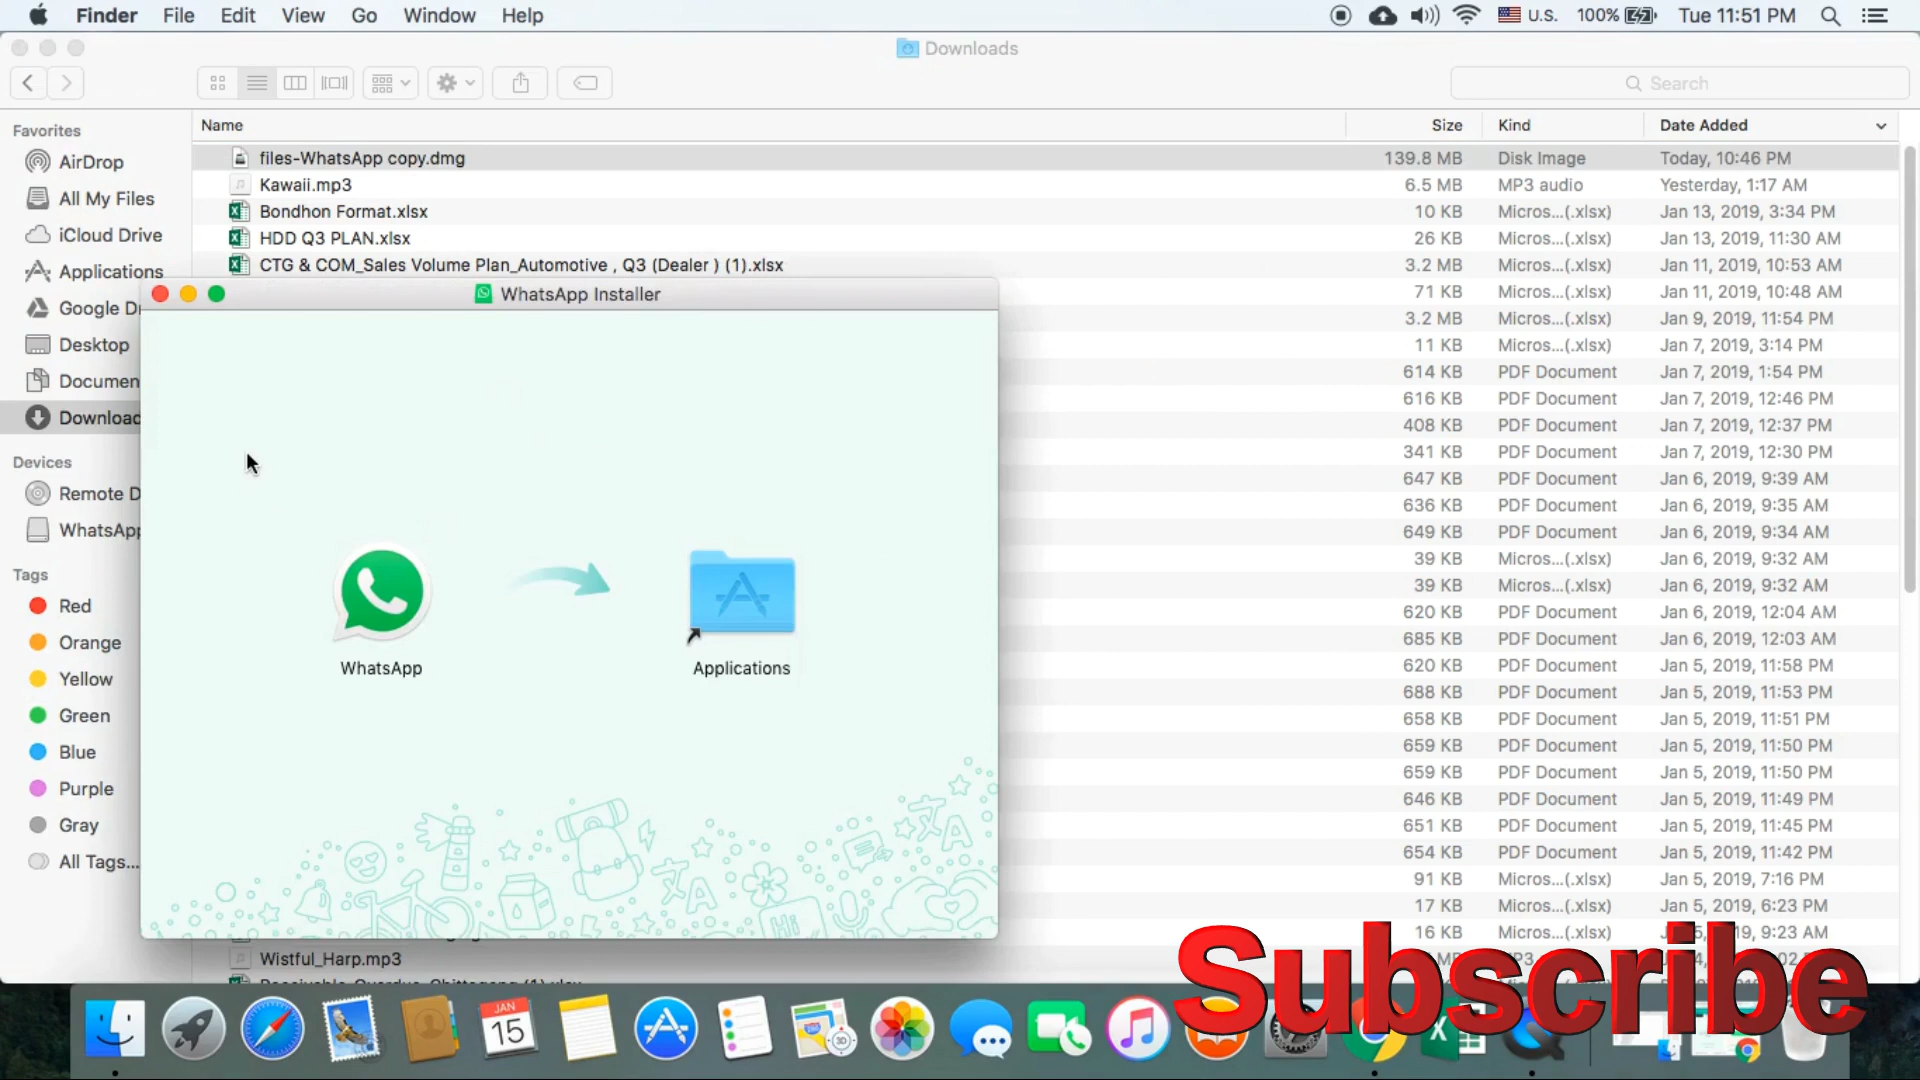 Finder File Edit View Go Window Help U.S. 100% Tue 11:51 PM
Downloads
Search
Favorites
AirDrop
All My Files
iCloud Drive
Applications
Google Dr
Desktop
Documen
Download
Devices
Remote D
WhatsApp
Tags
Red
Orange
Yellow
Green
Blue
Purple
Gray
All Tags...
Name Size Kind Date Added
files-WhatsApp copy.dmg 139.8 MB Disk Image Today, 10:46 PM
Kawaii.mp3 6.5 MB MP3 audio Yesterday, 1:17 AM
Bondhon Format.xlsx 10 KB Micros...(.xlsx) Jan 13, 2019, 3:34 PM
HDD Q3 PLAN.xlsx 26 KB Micros...(.xlsx) Jan 13, 2019, 11:30 AM
CTG & COM_Sales Volume Plan_Automotive , Q3 (Dealer ) (1).xlsx 3.2 MB Micros...(.xlsx) Jan 11, 2019, 10:53 AM
71 KB Micros...(.xlsx) Jan 11, 2019, 10:48 AM
3.2 MB Micros...(.xlsx) Jan 9, 2019, 11:54 PM
11 KB Micros...(.xlsx) Jan 7, 2019, 3:14 PM
614 KB PDF Document Jan 7, 2019, 1:54 PM
616 KB PDF Document Jan 7, 2019, 12:46 PM
408 KB PDF Document Jan 7, 2019, 12:37 PM
341 KB PDF Document Jan 7, 2019, 12:30 PM
647 KB PDF Document Jan 6, 2019, 9:39 AM
636 KB PDF Document Jan 6, 2019, 9:35 AM
649 KB PDF Document Jan 6, 2019, 9:34 AM
39 KB Micros...(.xlsx) Jan 6, 2019, 9:32 AM
39 KB Micros...(.xlsx) Jan 6, 2019, 9:32 AM
620 KB PDF Document Jan 6, 2019, 12:04 AM
685 KB PDF Document Jan 6, 2019, 12:03 AM
620 KB PDF Document Jan 5, 2019, 11:58 PM
688 KB PDF Document Jan 5, 2019, 11:53 PM
658 KB PDF Document Jan 5, 2019, 11:51 PM
659 KB PDF Document Jan 5, 2019, 11:50 PM
659 KB PDF Document Jan 5, 2019, 11:50 PM
646 KB PDF Document Jan 5, 2019, 11:49 PM
651 KB PDF Document Jan 5, 2019, 11:45 PM
654 KB PDF Document Jan 5, 2019, 11:42 PM
91 KB Micros...(.xlsx) Jan 5, 2019, 7:16 PM
17 KB Micros...(.xlsx) Jan 5, 2019, 6:23 PM
16 KB Micros...(.xlsx) 2019, 9:23 AM
Wistful_Harp.mp3
WhatsApp Installer
WhatsApp
Applications
Hi
Subscribe
JAN
15
3D